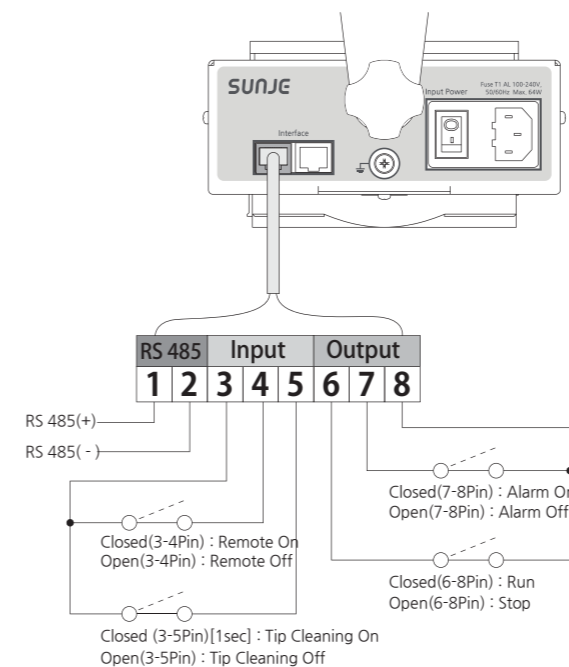 SUNJE
Input Power
Fuse T1 AL 100-240V,
50/60Hz Max. 64W
Interface
RS 485 Input Output
1 2 3 4 5 6 7 8
RS 485(+)
RS 485( - )
Closed(7-8Pin) : Alarm On
Open(7-8Pin) : Alarm Off
Closed(3-4Pin) : Remote On
Open(3-4Pin) : Remote Off
Closed(6-8Pin) : Run
Open(6-8Pin) : Stop
Closed (3-5Pin)[1sec] : Tip Cleaning On
Open(3-5Pin) : Tip Cleaning Off